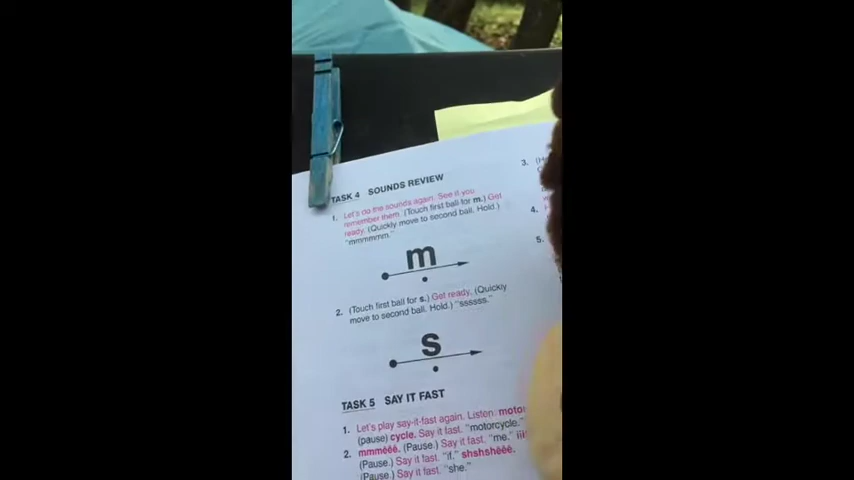 TASK 4 SOUNDS REVIEW
1. Let's do the sounds again. See if you
remember them. (Touch first ball for m.) Get
ready. (Quickly move to second ball. Hold.)
"mmmmmm."
m
2. (Touch first ball for s.) Get ready. (Quickly
move to second ball. Hold.) "ssssss."
s
TASK 5 SAY IT FAST
1. Let's play say-it-fast again. Listen. motor
(pause) cycle. Say it fast. "motorcycle."
2. mmmēēē. (Pause.) Say it fast. "me."
(Pause.) Say it fast. "if." shshshēēē.
(Pause.) Say it fast. "she."
3.
4.
5.